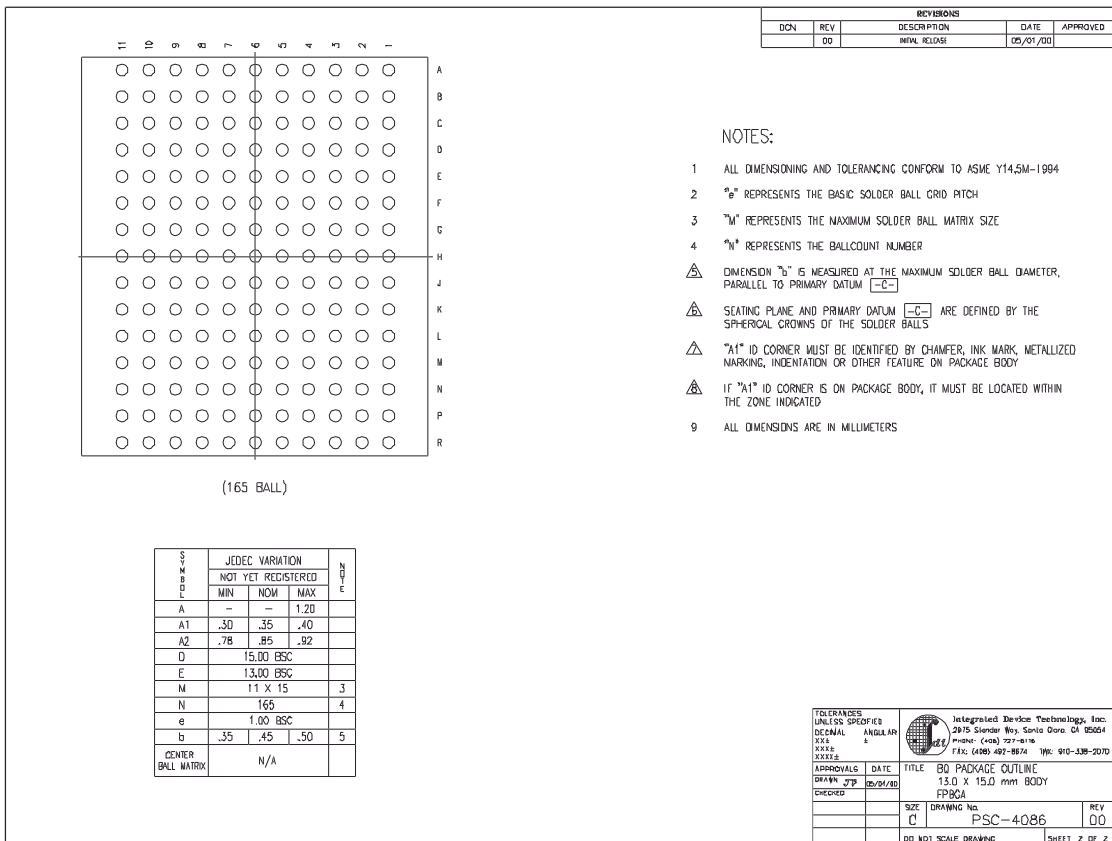 REVISIONS
DCN REV DESCRIPTION DATE APPROVED
00 INITIAL RELEASE 05/01/00
11 10 9 8 7 6 5 4 3 2 1
A
B
C
D
E
F
G
H
J
K
L
M
N
P
R
(165 BALL)
NOTES:
1 ALL DIMENSIONING AND TOLERANCING CONFORM TO ASME Y14.5M-1994
2 "e" REPRESENTS THE BASIC SOLDER BALL GRID PITCH
3 "M" REPRESENTS THE MAXIMUM SOLDER BALL MATRIX SIZE
4 "N" REPRESENTS THE BALLCOUNT NUMBER
5 DIMENSION "b" IS MEASURED AT THE MAXIMUM SOLDER BALL DIAMETER,
PARALLEL TO PRIMARY DATUM -C-
6 SEATING PLANE AND PRIMARY DATUM -C- ARE DEFINED BY THE
SPHERICAL CROWNS OF THE SOLDER BALLS
7 "A1" ID CORNER MUST BE IDENTIFIED BY CHAMFER, INK MARK, METALLIZED
MARKING, INDENTATION OR OTHER FEATURE ON PACKAGE BODY
8 IF "A1" ID CORNER IS ON PACKAGE BODY, IT MUST BE LOCATED WITHIN
THE ZONE INDICATED
9 ALL DIMENSIONS ARE IN MILLIMETERS
SYMBOL JEDEC VARIATION NOTE
NOT YET REGISTERED
MIN NOM MAX
A - - 1.20
A1 .30 .35 .40
A2 .78 .85 .92
D 15.00 BSC
E 13.00 BSC
M 11 X 15 3
N 165 4
e 1.00 BSC
b .35 .45 .50 5
CENTER
BALL MATRIX N/A
TOLERANCES
UNLESS SPECIFIED
DECIMAL ANGULAR
XX± ±
XXX±
XXXX±
idt
Integrated Device Technology, Inc.
2975 Stender Way, Santa Clara, CA 95054
PHONE: (408) 727-6116
FAX: (408) 492-8674 TWX: 910-338-2070
APPROVALS DATE
DRAWN 05/01/00
CHECKED
TITLE BQ PACKAGE OUTLINE
13.0 X 15.0 mm BODY
FPBGA
SIZE DRAWING No. REV
C PSC-4086 00
DO NOT SCALE DRAWING SHEET 2 OF 2